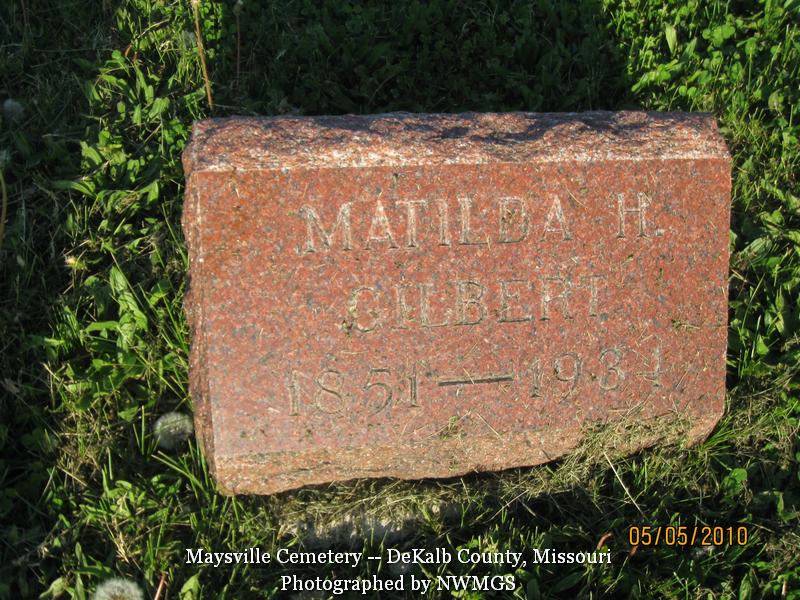 MATILDA H.
GILBERT
1851—1934
05/05/2010
Maysville Cemetery -- DeKalb County, Missouri
Photographed by NWMGS